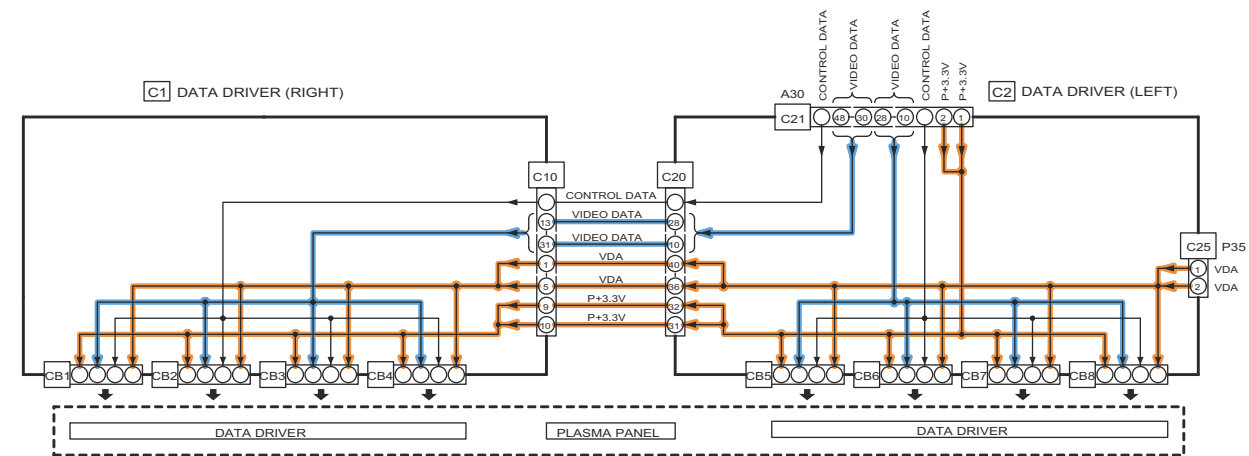 CONTROL DATA
VIDEO DATA
VIDEO DATA
CONTROL DATA
P+3.3V
P+3.3V
C1 DATA DRIVER (RIGHT)
A30
C2 DATA DRIVER (LEFT)
C21 48 30 28 10 2 1
C10 C20
CONTROL DATA
13 VIDEO DATA 28
31 VIDEO DATA 10
1 VDA 40
5 VDA 36
9 P+3.3V 32
10 P+3.3V 31
C25 P35
1 VDA
2 VDA
CB1 CB2 CB3 CB4 CB5 CB6 CB7 CB8
DATA DRIVER PLASMA PANEL DATA DRIVER